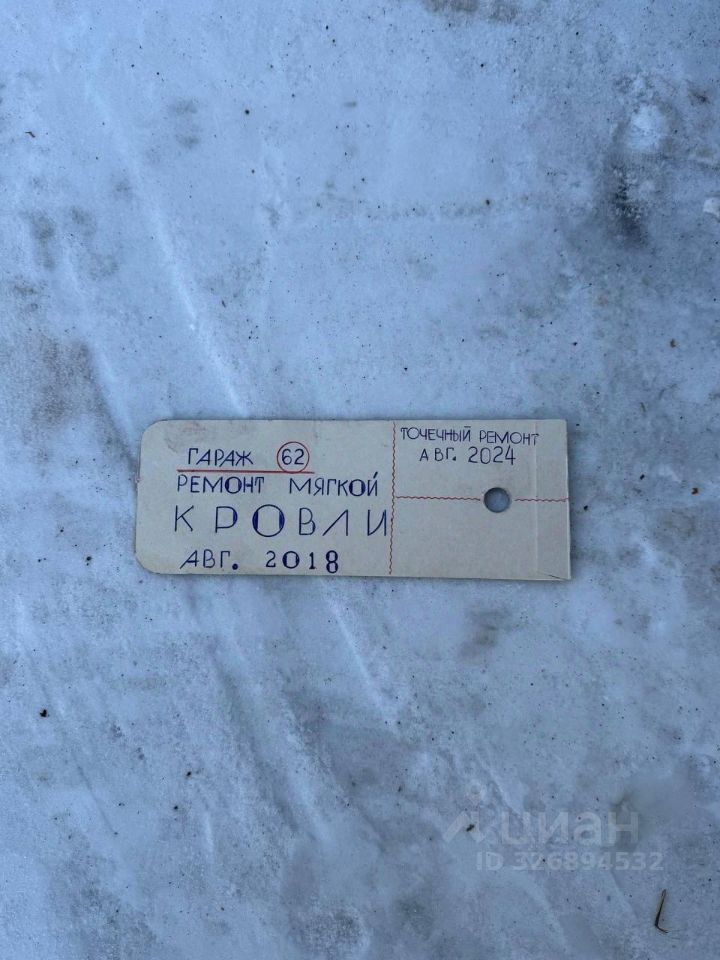 ГАРАЖ 62
РЕМОНТ МЯГКОЙ
КРОВЛИ
АВГ. 2018
ТОЧЕЧНЫЙ РЕМОНТ
АВГ. 2024
циан
ID 326894532